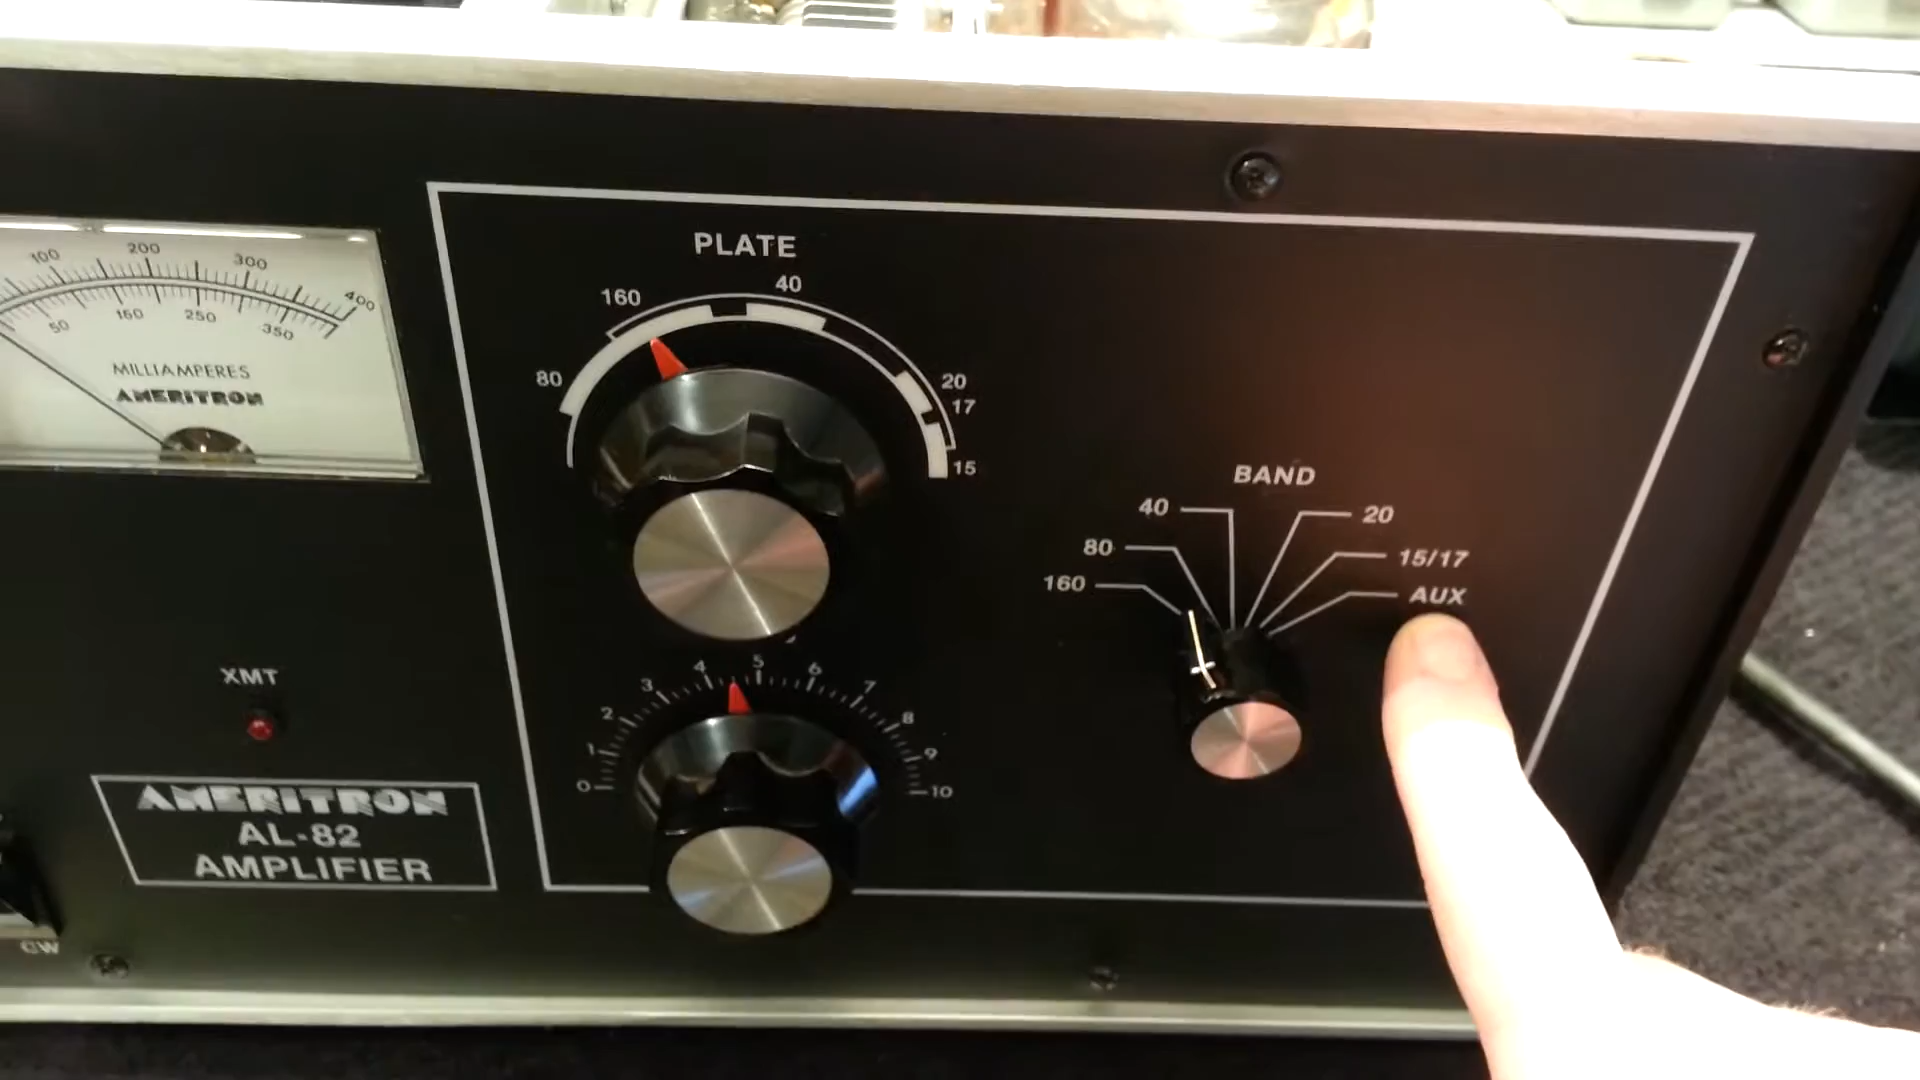 100 200 300 400
50 150 250 350
MILLIAMPERES
AMERITRON
PLATE
160 40
80 20
17
15
BAND
40 20
80 15/17
160 AUX
XMT
0 1 2 3 4 5 6 7 8 9 10
AMERITRON
AL-82
AMPLIFIER
CW